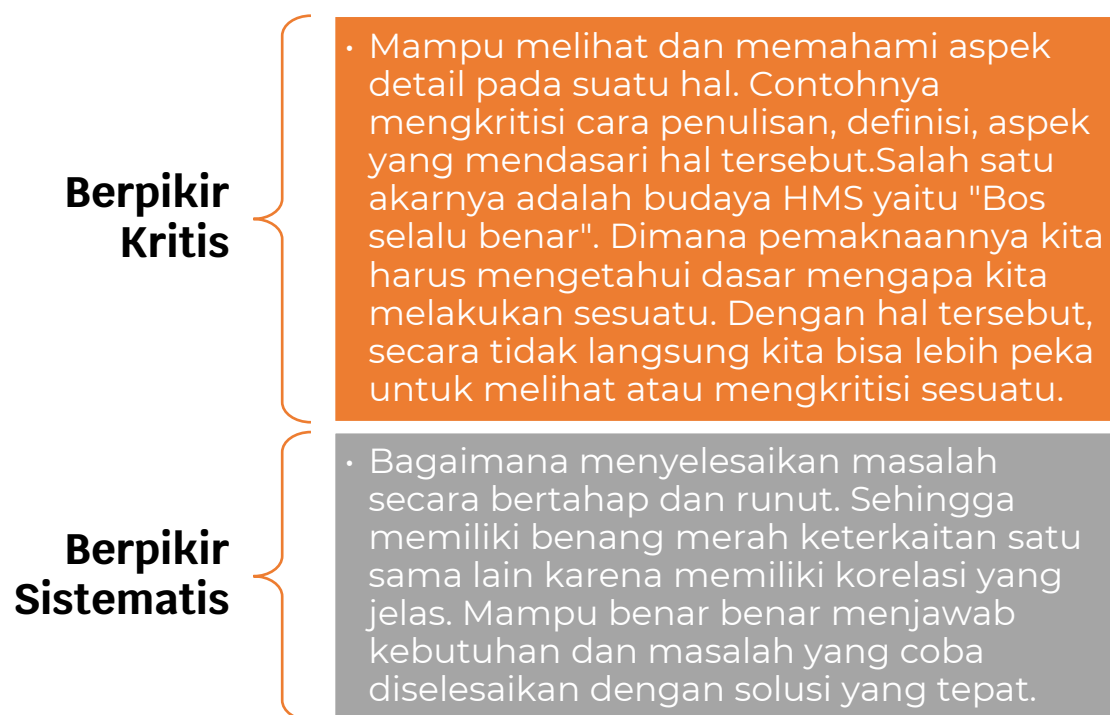 Berpikir
Kritis
• Mampu melihat dan memahami aspek
detail pada suatu hal. Contohnya
mengkritisi cara penulisan, definisi, aspek
yang mendasari hal tersebut.Salah satu
akarnya adalah budaya HMS yaitu "Bos
selalu benar". Dimana pemaknaannya kita
harus mengetahui dasar mengapa kita
melakukan sesuatu. Dengan hal tersebut,
secara tidak langsung kita bisa lebih peka
untuk melihat atau mengkritisi sesuatu.
Berpikir
Sistematis
• Bagaimana menyelesaikan masalah
secara bertahap dan runut. Sehingga
memiliki benang merah keterkaitan satu
sama lain karena memiliki korelasi yang
jelas. Mampu benar benar menjawab
kebutuhan dan masalah yang coba
diselesaikan dengan solusi yang tepat.